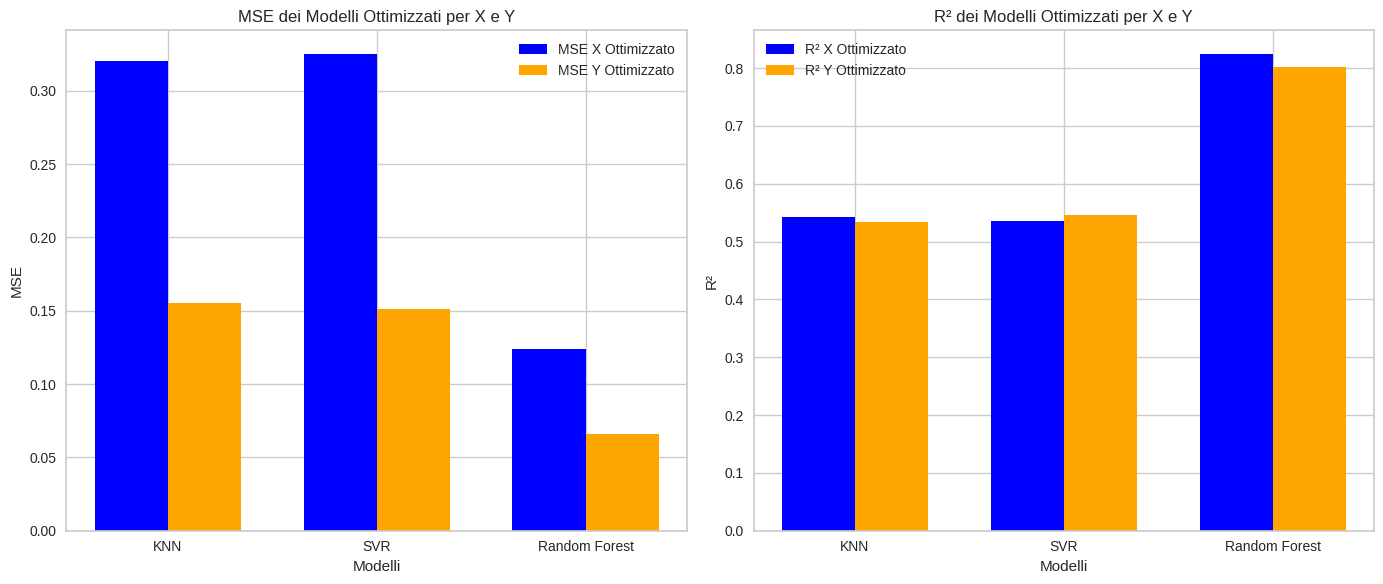 MSE dei Modelli Ottimizzati per X e Y
MSE X Ottimizzato
MSE Y Ottimizzato
MSE
0.30
0.25
0.20
0.15
0.10
0.05
0.00
KNN
SVR
Random Forest
Modelli
R² dei Modelli Ottimizzati per X e Y
R² X Ottimizzato
R² Y Ottimizzato
R²
0.8
0.7
0.6
0.5
0.4
0.3
0.2
0.1
0.0
KNN
SVR
Random Forest
Modelli